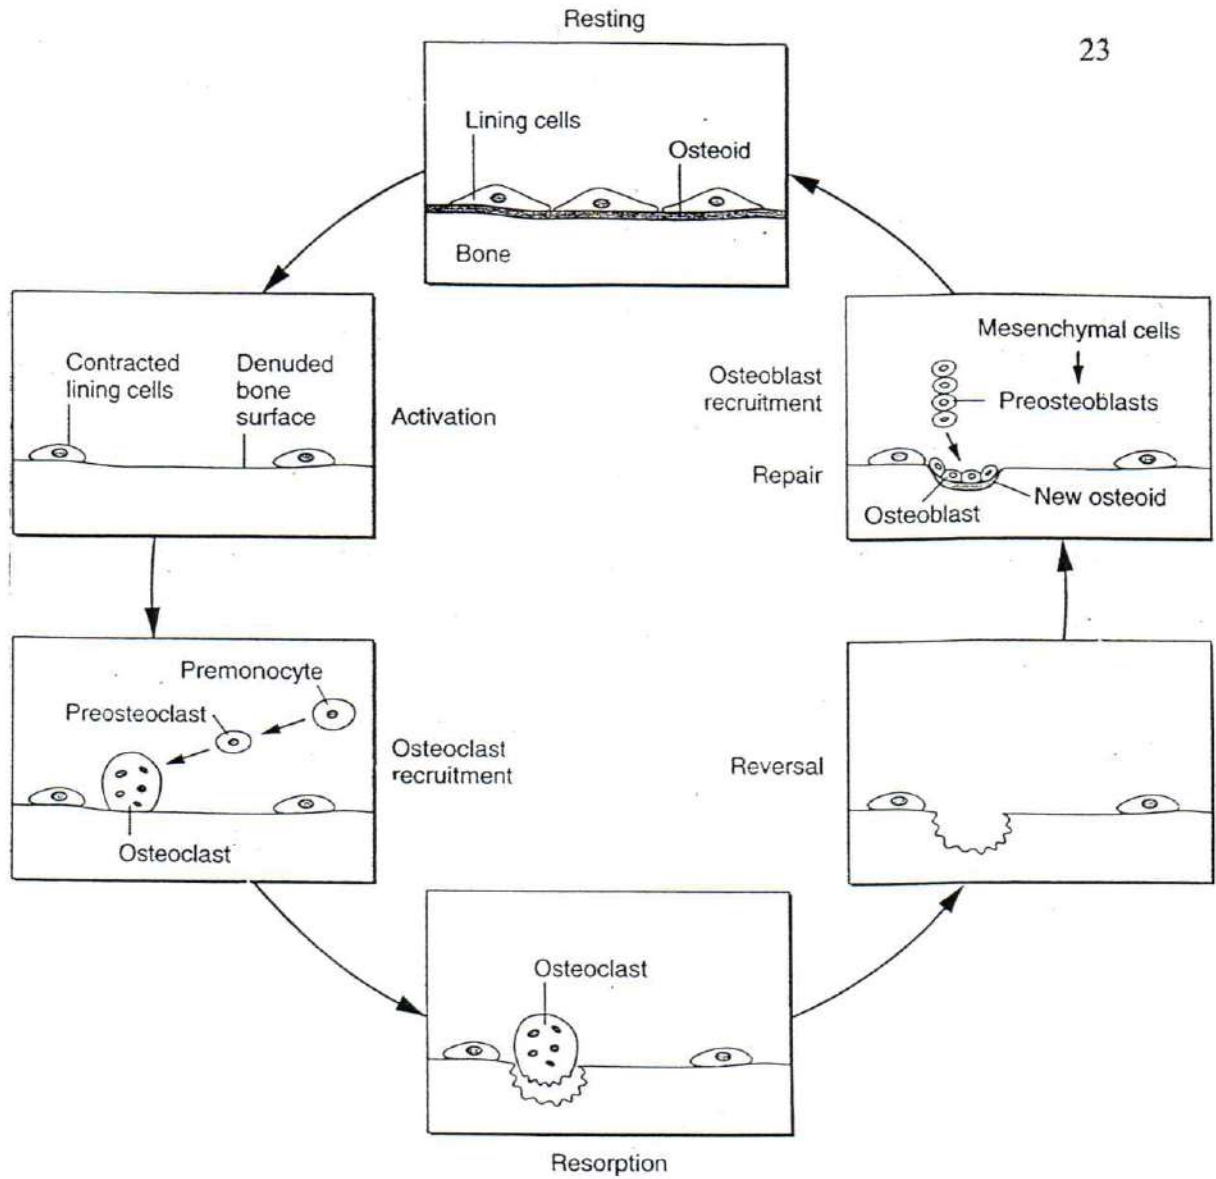 Resting
23
Lining cells
Osteoid
Bone
Contracted
lining cells
Denuded
bone
surface
Activation
Osteoblast
recruitment
Repair
Mesenchymal cells
Preosteoblasts
New osteoid
Osteoblast
Premonocyte
Preosteoclast
Osteoclast
Osteoclast
recruitment
Reversal
Osteoclast
Resorption